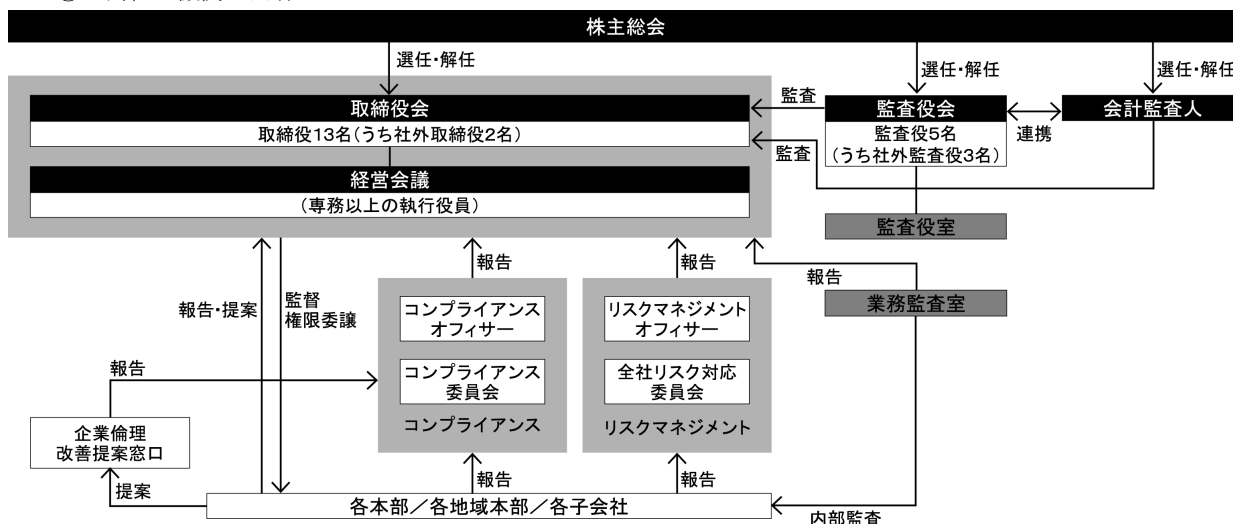 株主総会
選任・解任
選任・解任
選任・解任
取締役会
取締役13名(うち社外取締役2名)
監査
監査
監査役会
監査役5名
(うち社外監査役3名)
連携
会計監査人
経営会議
(専務以上の執行役員)
監査役室
報告・提案
監督
権限委譲
報告
報告
報告
業務監査室
コンプライアンス
オフィサー
コンプライアンス
委員会
コンプライアンス
リスクマネジメント
オフィサー
全社リスク対応
委員会
リスクマネジメント
報告
企業倫理
改善提案窓口
提案
報告
報告
各本部／各地域本部／各子会社
内部監査